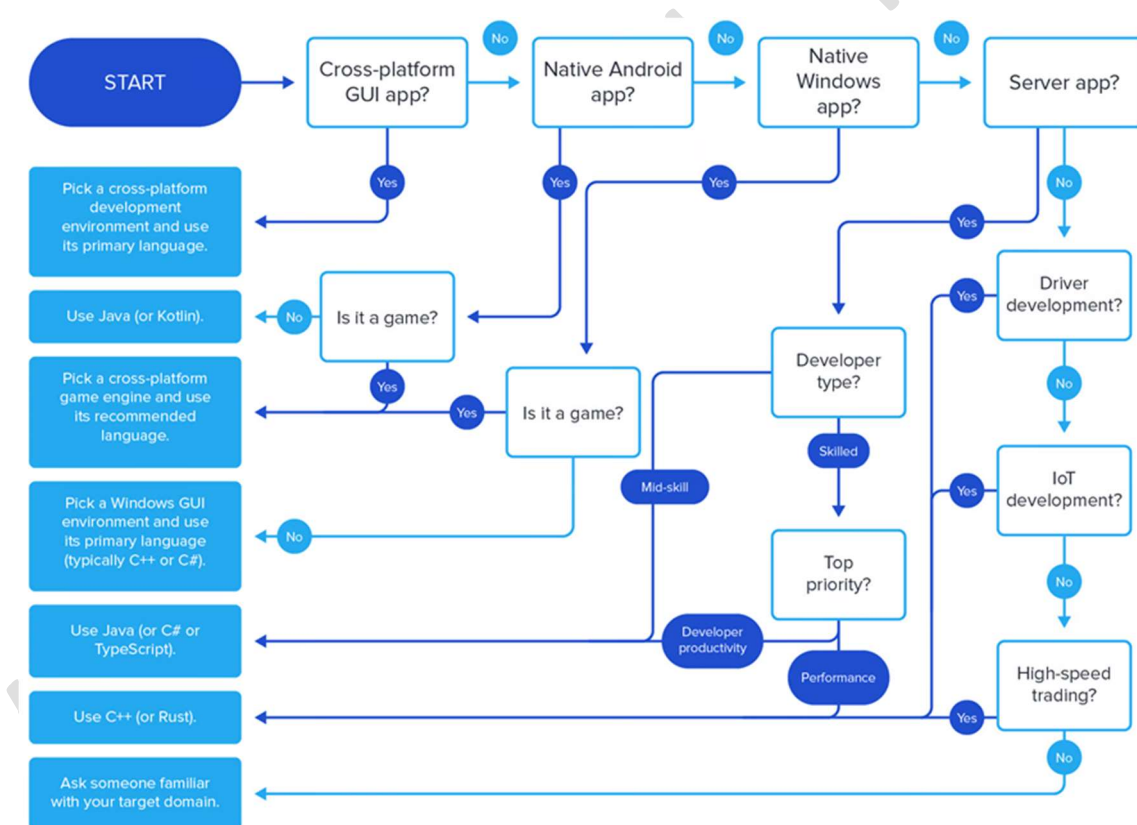 START
Cross-platform
GUI app?
No
Native Android
app?
No
Native
Windows
app?
No
Server app?
Yes
Yes
Yes
No
Yes
Pick a cross-platform
development
environment and use
its primary language.
Use Java (or Kotlin).
No
Is it a game?
Yes
Driver
development?
Developer
type?
Pick a cross-platform
game engine and use
its recommended
language.
Yes
Yes
Is it a game?
No
Skilled
Mid-skill
Yes
IoT
development?
Pick a Windows GUI
environment and use
its primary language
(typically C++ or C#).
No
Top
priority?
No
Use Java (or C# or
TypeScript).
Developer
productivity
Performance
High-speed
trading?
Use C++ (or Rust).
Yes
No
Ask someone familiar
with your target domain.